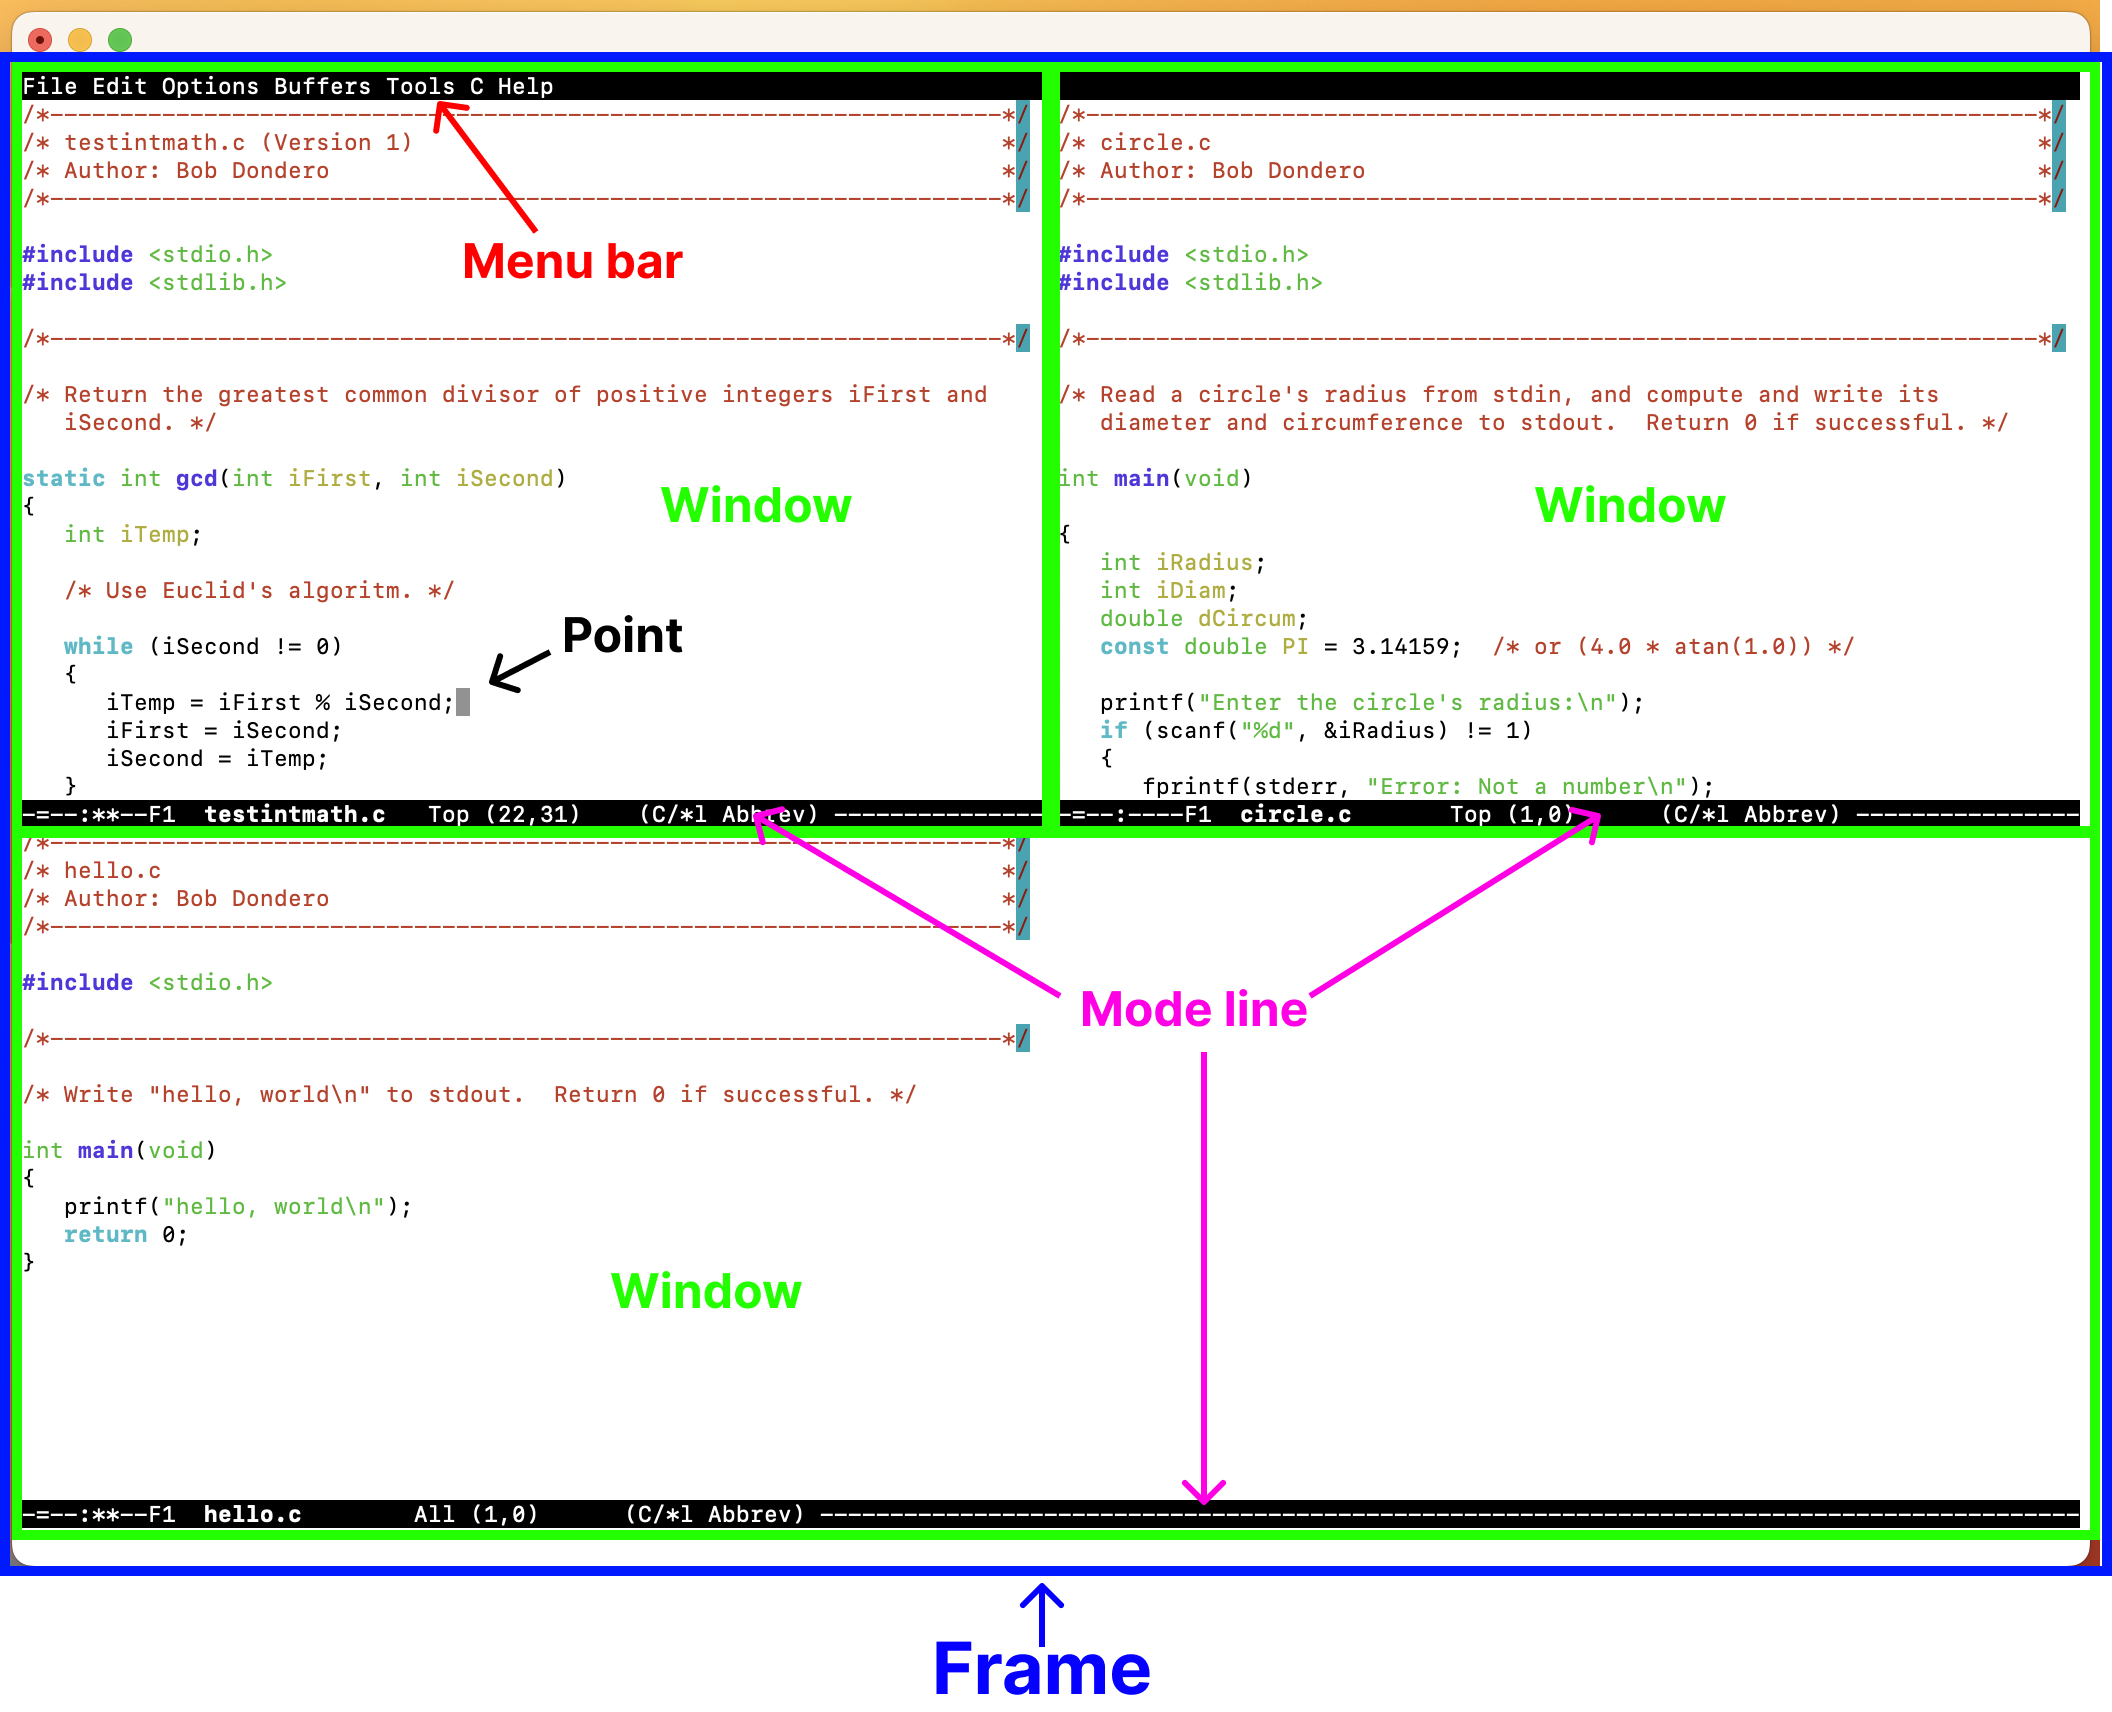 File Edit Options Buffers Tools C Help
/*--------------------------------------------------------------------*/
/* testintmath.c (Version 1)                                          */
/* Author: Bob Dondero                                                */
/*--------------------------------------------------------------------*/
#include <stdio.h>
#include <stdlib.h>
Menu bar
/*--------------------------------------------------------------------*/
/* Return the greatest common divisor of positive integers iFirst and
   iSecond. */
static int gcd(int iFirst, int iSecond)
Window
{
   int iTemp;
   /* Use Euclid's algoritm. */
Point
   while (iSecond != 0)
   {
      iTemp = iFirst % iSecond;
      iFirst = iSecond;
      iSecond = iTemp;
   }
-=--:**--F1  testintmath.c   Top (22,31)    (C/*l Abbrev) ---------------
/*--------------------------------------------------------------------*/
/* circle.c                                                           */
/* Author: Bob Dondero                                                */
/*--------------------------------------------------------------------*/
#include <stdio.h>
#include <stdlib.h>
/*--------------------------------------------------------------------*/
/* Read a circle's radius from stdin, and compute and write its
   diameter and circumference to stdout.  Return 0 if successful. */
int main(void)
Window
{
   int iRadius;
   int iDiam;
   double dCircum;
   const double PI = 3.14159;  /* or (4.0 * atan(1.0)) */
   printf("Enter the circle's radius:\n");
   if (scanf("%d", &iRadius) != 1)
   {
      fprintf(stderr, "Error: Not a number\n");
-=--:----F1  circle.c       Top (1,0)      (C/*l Abbrev) ----------------
/*--------------------------------------------------------------------*/
/* hello.c                                                            */
/* Author: Bob Dondero                                                */
/*--------------------------------------------------------------------*/
#include <stdio.h>
Mode line
/*--------------------------------------------------------------------*/
/* Write "hello, world\n" to stdout.  Return 0 if successful. */
int main(void)
{
   printf("hello, world\n");
   return 0;
}
Window
-=--:**--F1  hello.c        All (1,0)      (C/*l Abbrev) ------------------------------------------------------------------------------------------
Frame